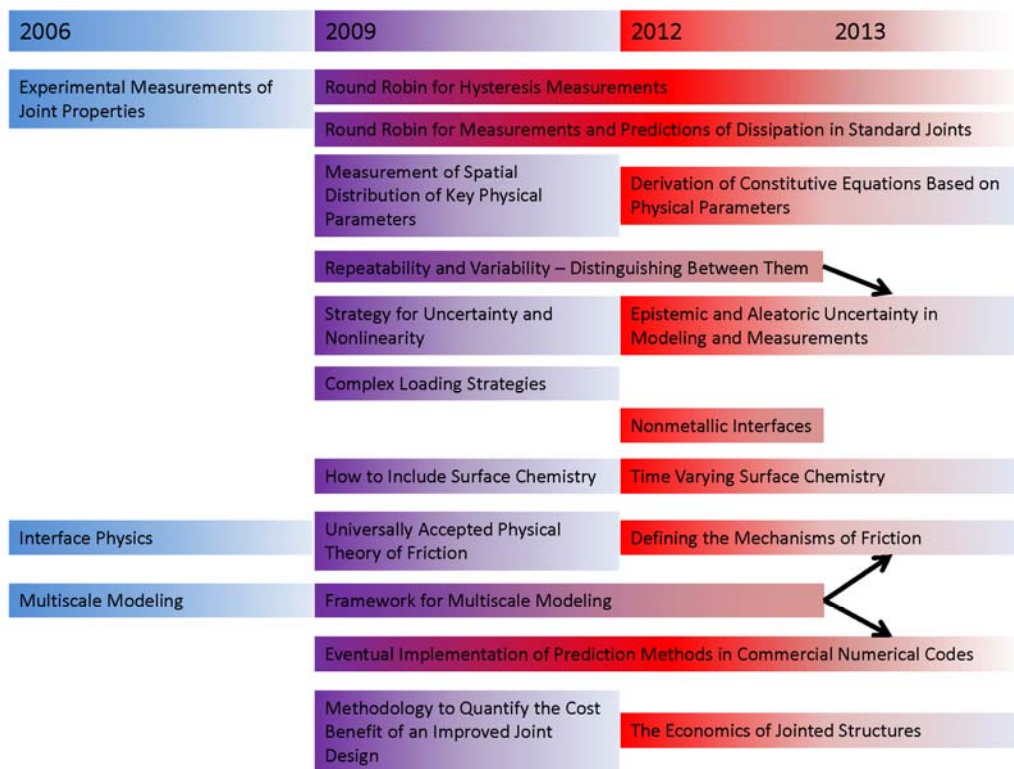 2006
2009
2012
2013
Experimental Measurements of
Joint Properties
Round Robin for Hysteresis Measurements
Round Robin for Measurements and Predictions of Dissipation in Standard Joints
Measurement of Spatial
Distribution of Key Physical
Parameters
Derivation of Constitutive Equations Based on
Physical Parameters
Repeatability and Variability – Distinguishing Between Them
Strategy for Uncertainty and
Nonlinearity
Epistemic and Aleatoric Uncertainty in
Modeling and Measurements
Complex Loading Strategies
Nonmetallic Interfaces
How to Include Surface Chemistry
Time Varying Surface Chemistry
Interface Physics
Universally Accepted Physical
Theory of Friction
Defining the Mechanisms of Friction
Multiscale Modeling
Framework for Multiscale Modeling
Eventual Implementation of Prediction Methods in Commercial Numerical Codes
Methodology to Quantify the Cost
Benefit of an Improved Joint
Design
The Economics of Jointed Structures